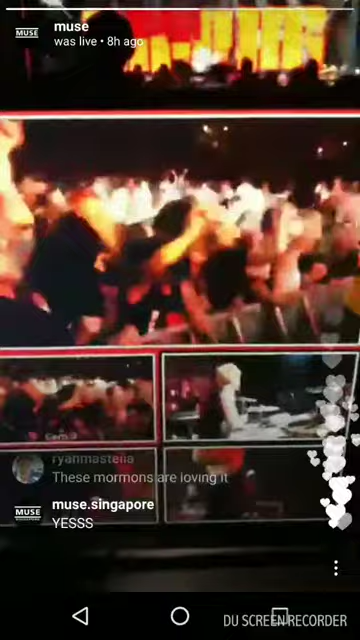 MUSE
muse
was live • 8h ago
ryanmastella
These mormons are loving it
MUSE
muse.singapore
YESSS
DU SCREEN RECORDER